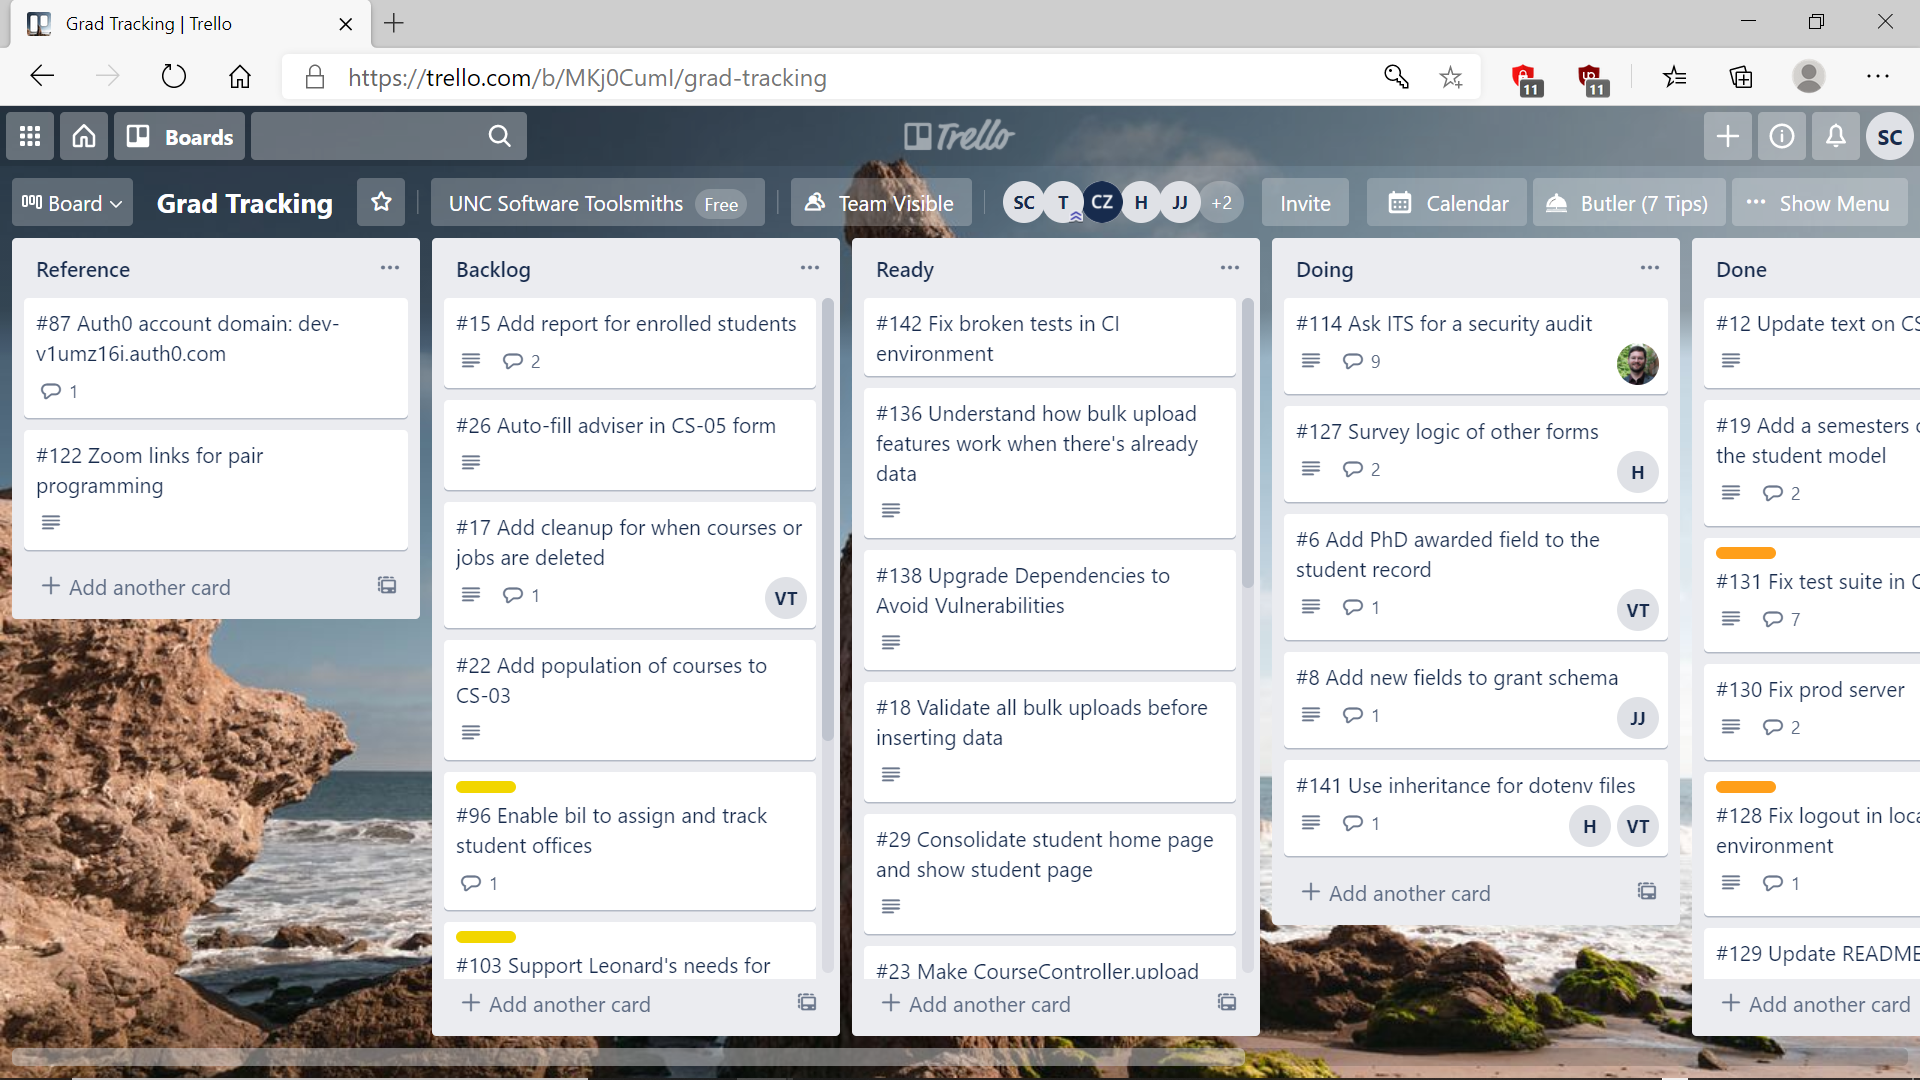 Grad Tracking | Trello
https://trello.com/b/MKj0CumI/grad-tracking
11
11
Boards
Trello
SC
Board
Grad Tracking
UNC Software Toolsmiths Free
Team Visible
SC T CZ H JJ +2
Invite
Calendar
Butler (7 Tips)
Show Menu
Reference
#87 Auth0 account domain: dev-
v1umz16i.auth0.com
1
#122 Zoom links for pair
programming
Add another card
Backlog
#15 Add report for enrolled students
2
#26 Auto-fill adviser in CS-05 form
#17 Add cleanup for when courses or
jobs are deleted
1
VT
#22 Add population of courses to
CS-03
#96 Enable bil to assign and track
student offices
1
#103 Support Leonard's needs for
Add another card
Ready
#142 Fix broken tests in CI
environment
#136 Understand how bulk upload
features work when there's already
data
#138 Upgrade Dependencies to
Avoid Vulnerabilities
#18 Validate all bulk uploads before
inserting data
#29 Consolidate student home page
and show student page
#23 Make CourseController.upload
Add another card
Doing
#114 Ask ITS for a security audit
9
#127 Survey logic of other forms
2
H
#6 Add PhD awarded field to the
student record
1
VT
#8 Add new fields to grant schema
1
JJ
#141 Use inheritance for dotenv files
1
H VT
Add another card
Done
#12 Update text on CS
#19 Add a semesters
the student model
2
#131 Fix test suite in
7
#130 Fix prod server
2
#128 Fix logout in loca
environment
1
#129 Update README
Add another card